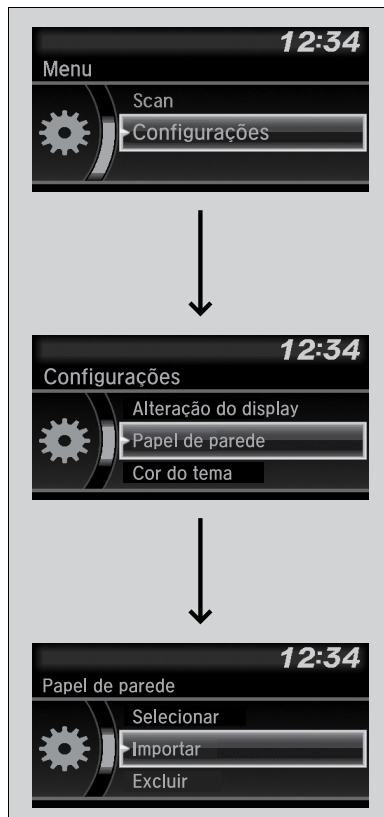 12:34
Menu
Scan
Configurações
12:34
Configurações
Alteração do display
Papel de parede
Cor do tema
12:34
Papel de parede
Selecionar
Importar
Excluir